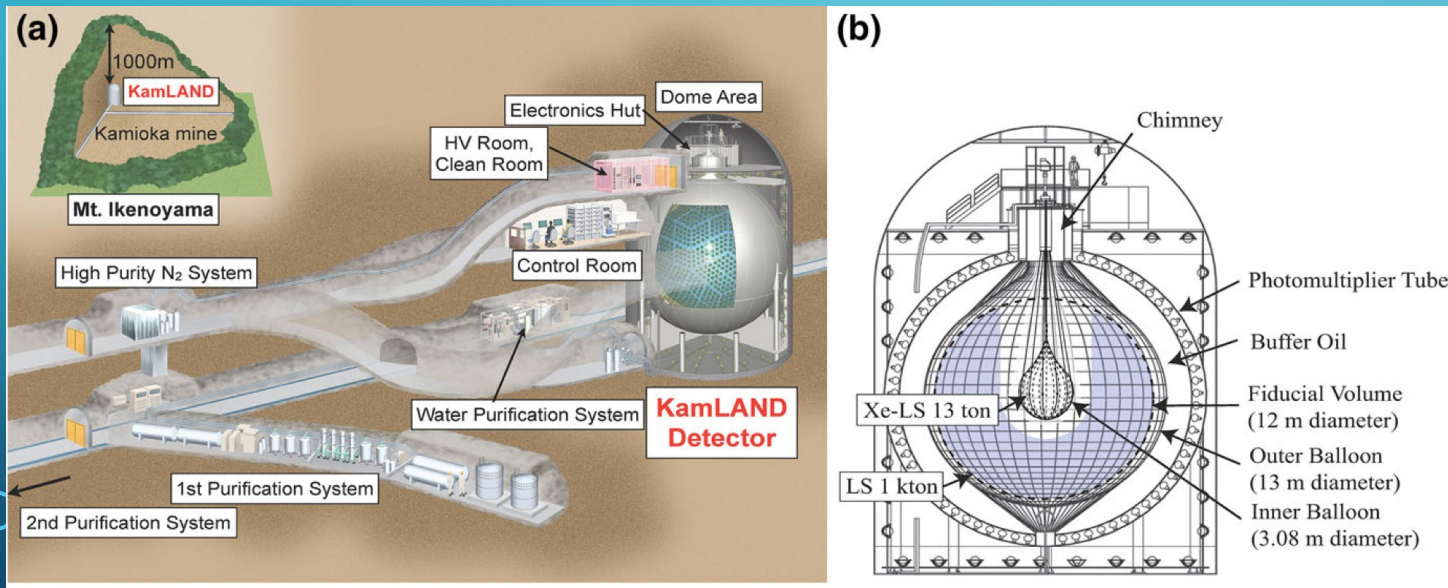 (a)
1000m
KamLAND
Kamioka mine
Mt. Ikenoyama
Electronics Hut
Dome Area
HV Room,
Clean Room
High Purity N₂ System
Control Room
Water Purification System
KamLAND
Detector
1st Purification System
2nd Purification System
(b)
Chimney
Photomultiplier Tube
Buffer Oil
Fiducial Volume
(12 m diameter)
Xe-LS 13 ton
Outer Balloon
(13 m diameter)
LS 1 kton
Inner Balloon
(3.08 m diameter)